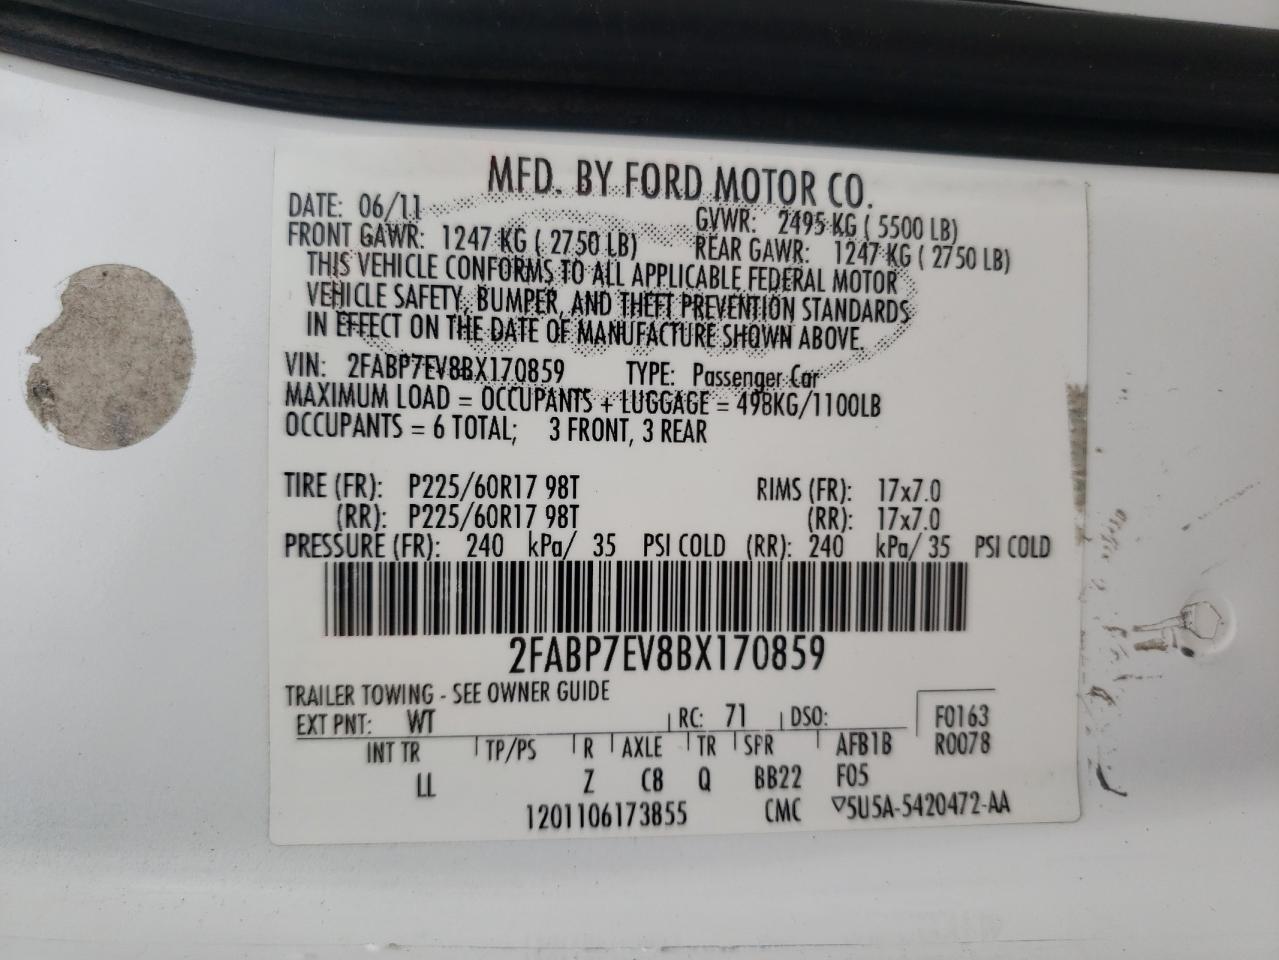 MFD. BY FORD MOTOR CO.
DATE: 06/11 GVWR: 2495 KG ( 5500 LB)
FRONT GAWR: 1247 KG ( 2750 LB) REAR GAWR: 1247 KG ( 2750 LB)
THIS VEHICLE CONFORMS TO ALL APPLICABLE FEDERAL MOTOR
VEHICLE SAFETY, BUMPER, AND THEFT PREVENTION STANDARDS
IN EFFECT ON THE DATE OF MANUFACTURE SHOWN ABOVE.
VIN: 2FABP7EV8BX170859 TYPE: Passenger Car
MAXIMUM LOAD = OCCUPANTS + LUGGAGE = 498KG/1100LB
OCCUPANTS = 6 TOTAL; 3 FRONT, 3 REAR
TIRE (FR): P225/60R17 98T RIMS (FR): 17x7.0
(RR): P225/60R17 98T (RR): 17x7.0
PRESSURE (FR): 240 kPa/ 35 PSI COLD (RR): 240 kPa/ 35 PSI COLD
2FABP7EV8BX170859
TRAILER TOWING - SEE OWNER GUIDE
EXT PNT: WT RC: 71 DSO: F0163
INT TR TP/PS R AXLE TR SPR AFB1B R0078
LL Z C8 Q BB22 F05
1201106173855 CMC ▽5U5A-5420472-AA